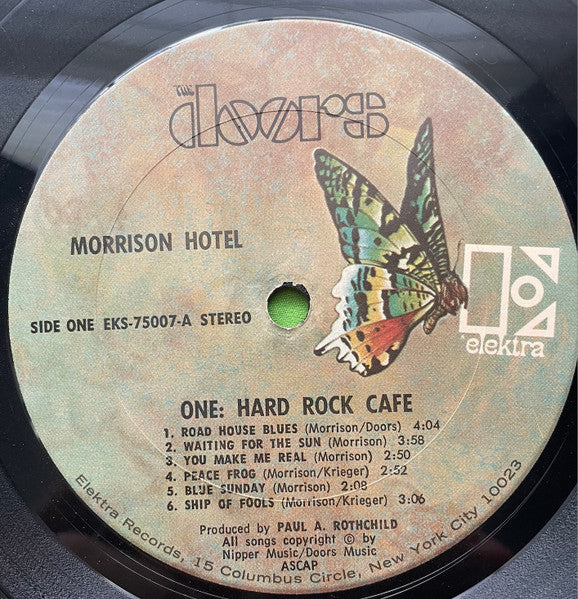 THE
doors
MORRISON HOTEL
SIDE ONE EKS-75007-A STEREO
elektra
ONE: HARD ROCK CAFE
1. ROAD HOUSE BLUES (Morrison/Doors) 4:04
2. WAITING FOR THE SUN (Morrison) 3:58
3. YOU MAKE ME REAL (Morrison) 2:50
4. PEACE FROG (Morrison/Krieger) 2:52
5. BLUE SUNDAY (Morrison) 2:08
6. SHIP OF FOOLS (Morrison/Krieger) 3:06
Produced by PAUL A. ROTHCHILD
All songs copyright © by
Nipper Music/Doors Music
ASCAP
Elektra Records, 15 Columbus Circle, New York City 10023